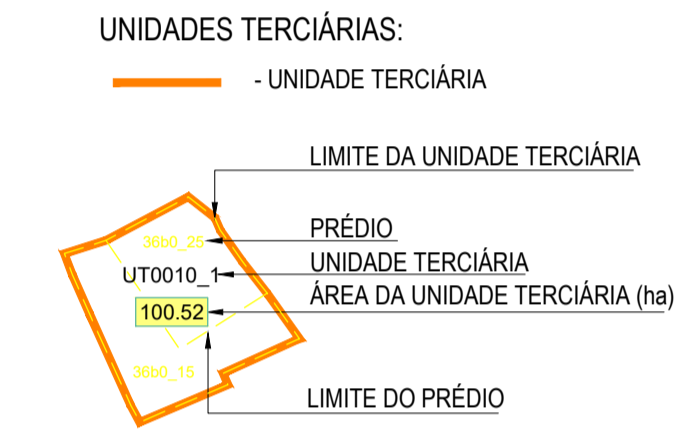 UNIDADES TERCIÁRIAS:
- UNIDADE TERCIÁRIA
LIMITE DA UNIDADE TERCIÁRIA
PRÉDIO
36b0_25
UNIDADE TERCIÁRIA
UT0010_1
ÁREA DA UNIDADE TERCIÁRIA (ha)
100.52
36b0_15
LIMITE DO PRÉDIO